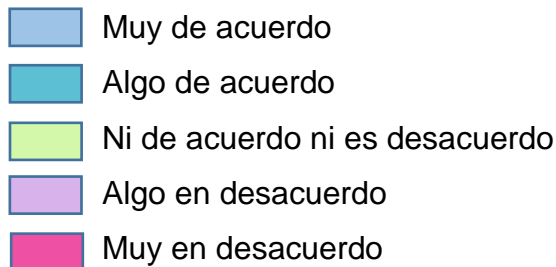 Muy de acuerdo
Algo de acuerdo
Ni de acuerdo ni es desacuerdo
Algo en desacuerdo
Muy en desacuerdo